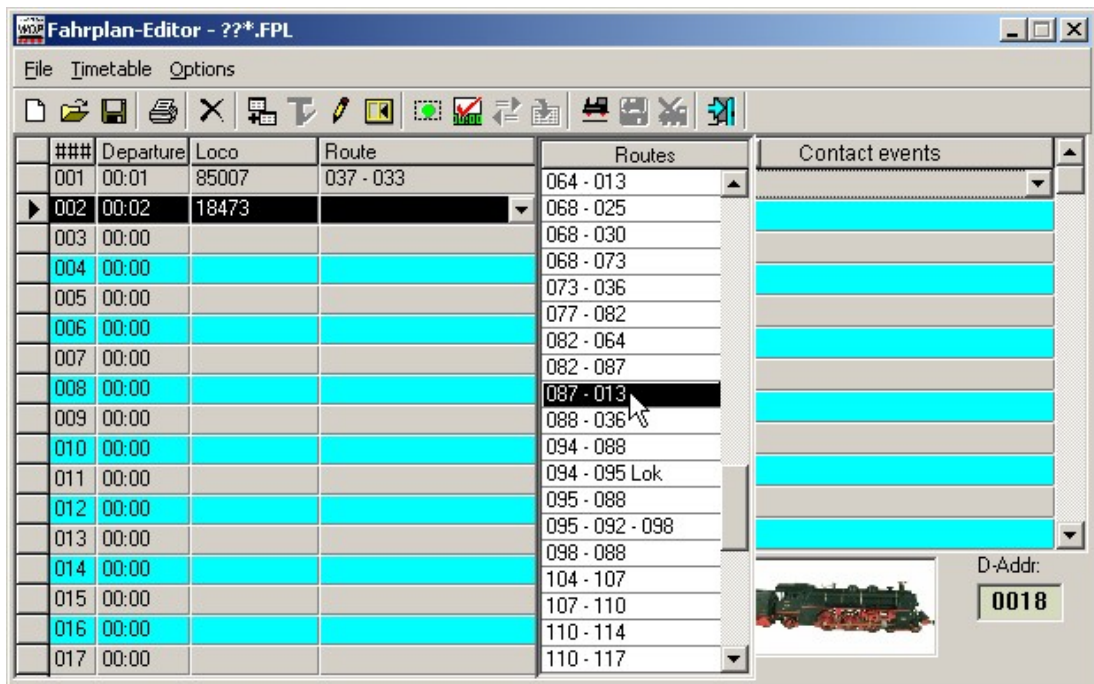 Fahrplan-Editor - ??*.FPL
File Timetable Options
### Departure Loco Route Routes Contact events
001 00:01 85007 037 - 033
002 00:02 18473
003 00:00
004 00:00
005 00:00
006 00:00
007 00:00
008 00:00
009 00:00
010 00:00
011 00:00
012 00:00
013 00:00
014 00:00
015 00:00
016 00:00
017 00:00
064 - 013
068 - 025
068 - 030
068 - 073
073 - 036
077 - 082
082 - 064
082 - 087
087 - 013
088 - 036
094 - 088
094 - 095 Lok
095 - 088
095 - 092 - 098
098 - 088
104 - 107
107 - 110
110 - 114
110 - 117
D-Addr:
0018